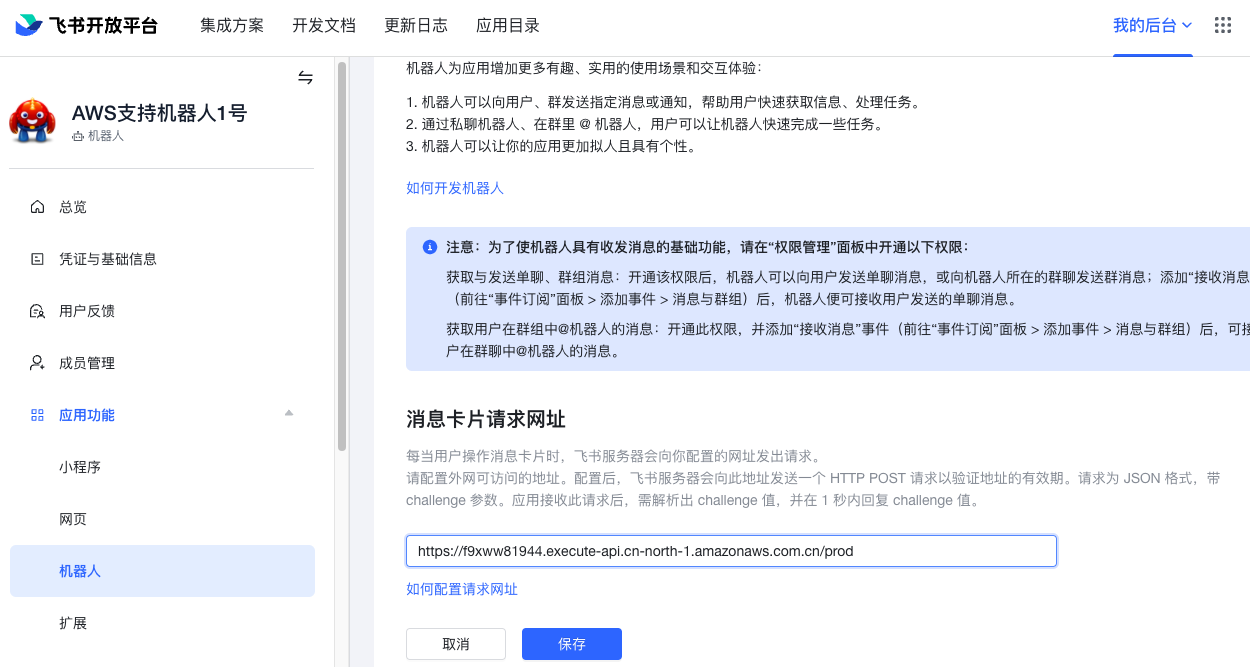 飞书开放平台
集成方案
开发文档
更新日志
应用目录
我的后台
AWS支持机器人1号
机器人
总览
凭证与基础信息
用户反馈
成员管理
应用功能
小程序
网页
机器人
扩展
机器人为应用增加更多有趣、实用的使用场景和交互体验：
1. 机器人可以向用户、群发送指定消息或通知，帮助用户快速获取信息、处理任务。
2. 通过私聊机器人、在群里 @ 机器人，用户可以让机器人快速完成一些任务。
3. 机器人可以让你的应用更加拟人且具有个性。
如何开发机器人
注意：为了使机器人具有收发消息的基础功能，请在“权限管理”面板中开通以下权限：
获取与发送单聊、群组消息：开通该权限后，机器人可以向用户发送单聊消息，或向机器人所在的群聊发送群消息；添加“接收消息
（前往“事件订阅”面板 > 添加事件 > 消息与群组）后，机器人便可接收用户发送的单聊消息。
获取用户在群组中@机器人的消息：开通此权限，并添加“接收消息”事件（前往“事件订阅”面板 > 添加事件 > 消息与群组）后，可接
户在群聊中@机器人的消息。
消息卡片请求网址
每当用户操作消息卡片时，飞书服务器会向你配置的网址发出请求。
请配置外网可访问的地址。配置后，飞书服务器会向此地址发送一个 HTTP POST 请求以验证地址的有效期。请求为 JSON 格式，带
challenge 参数。应用接收此请求后，需解析出 challenge 值，并在 1 秒内回复 challenge 值。
https://f9xww81944.execute-api.cn-north-1.amazonaws.com.cn/prod
如何配置请求网址
取消
保存